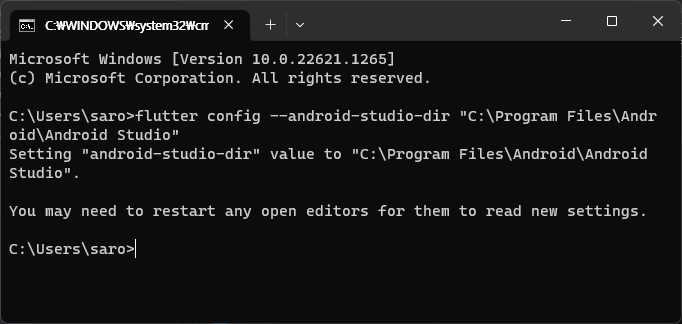 C:₩WINDOWS₩system32₩cm
Microsoft Windows [Version 10.0.22621.1265]
(c) Microsoft Corporation. All rights reserved.
C:\Users\saro>flutter config --android-studio-dir "C:\Program Files\Andr
oid\Android Studio"
Setting "android-studio-dir" value to "C:\Program Files\Android\Android
Studio".
You may need to restart any open editors for them to read new settings.
C:\Users\saro>